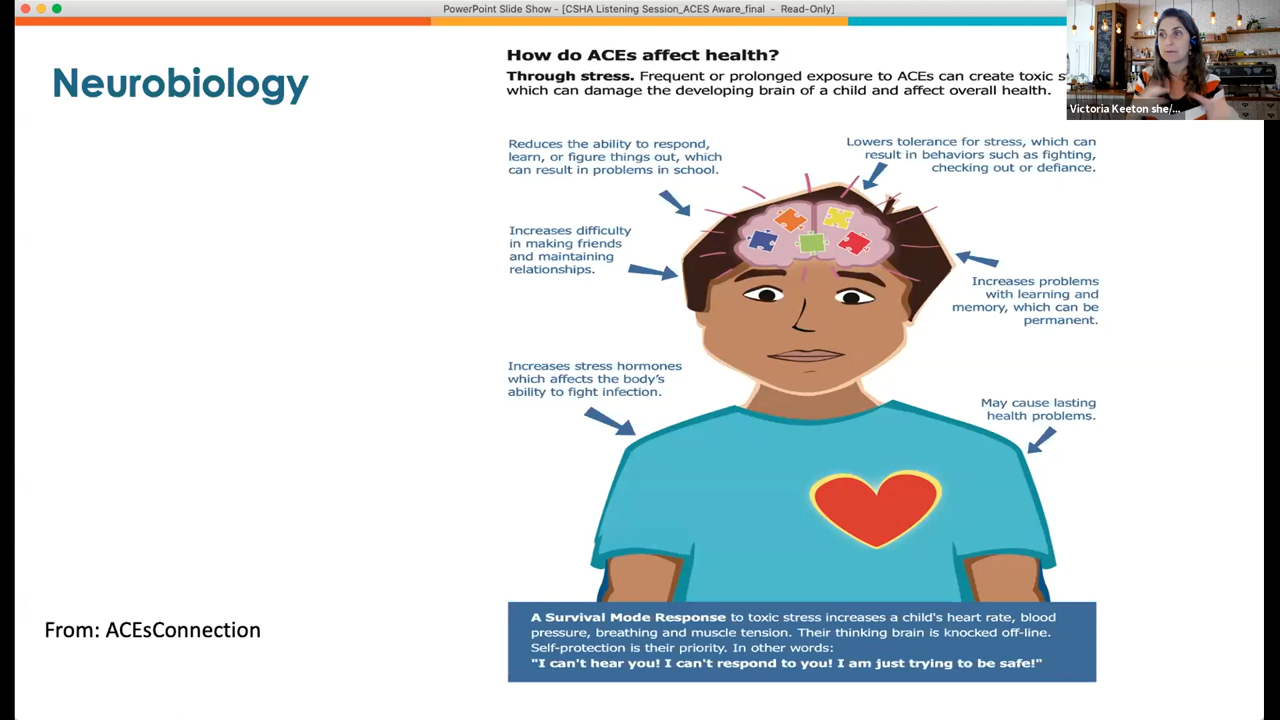 PowerPoint Slide Show - [CSHA Listening Session_ACES Aware_final - Read-Only]
Neurobiology
How do ACEs affect health?
Through stress. Frequent or prolonged exposure to ACEs can create toxic s
which can damage the developing brain of a child and affect overall health.
Victoria Keeton she/...
Reduces the ability to respond,
learn, or figure things out, which
can result in problems in school.
Lowers tolerance for stress, which can
result in behaviors such as fighting,
checking out or defiance.
Increases difficulty
in making friends
and maintaining
relationships.
Increases problems
with learning and
memory, which can be
permanent.
Increases stress hormones
which affects the body's
ability to fight infection.
May cause lasting
health problems.
From: ACEsConnection
A Survival Mode Response to toxic stress increases a child's heart rate, blood
pressure, breathing and muscle tension. Their thinking brain is knocked off-line.
Self-protection is their priority. In other words:
"I can't hear you! I can't respond to you! I am just trying to be safe!"